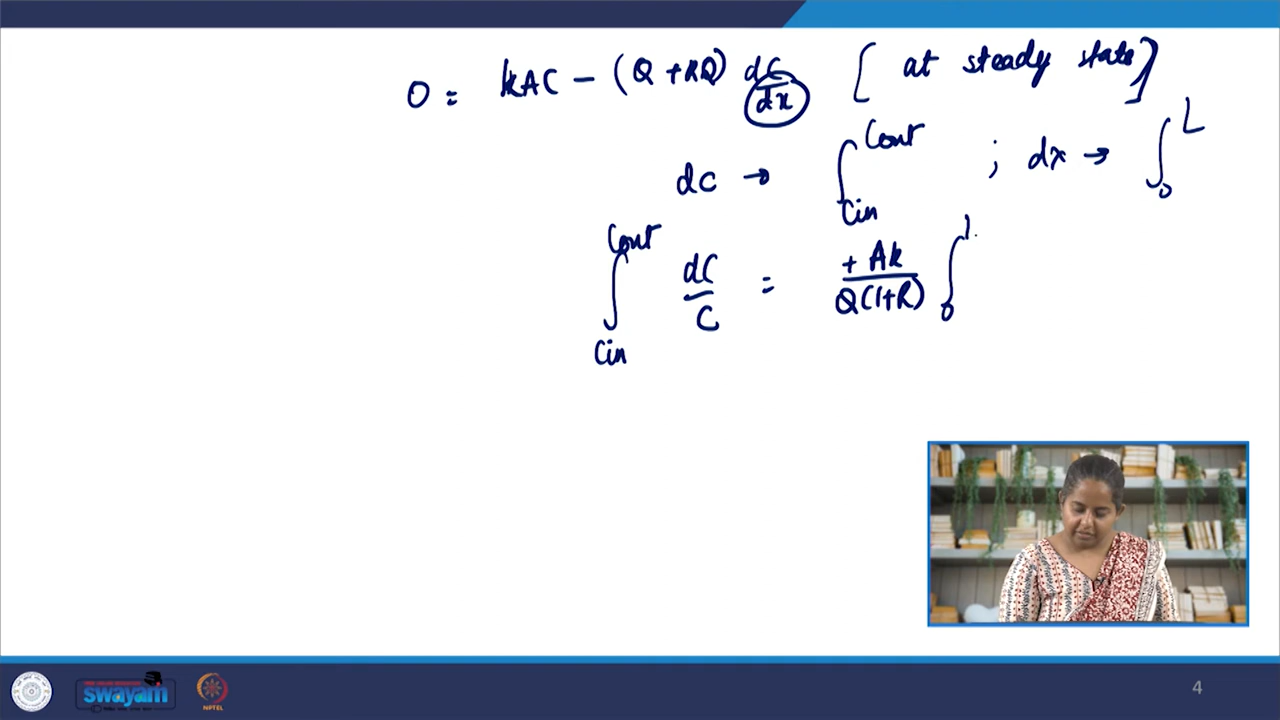 0 = kAC - (Q + RQ) dC/dx [ at steady state ]
dc → ∫ Cin Cout ; dx → ∫ 0 L
∫ Cin Cout dC/C = +Ak/Q(1+R) ∫ 0 L
swayam
NPTEL
4